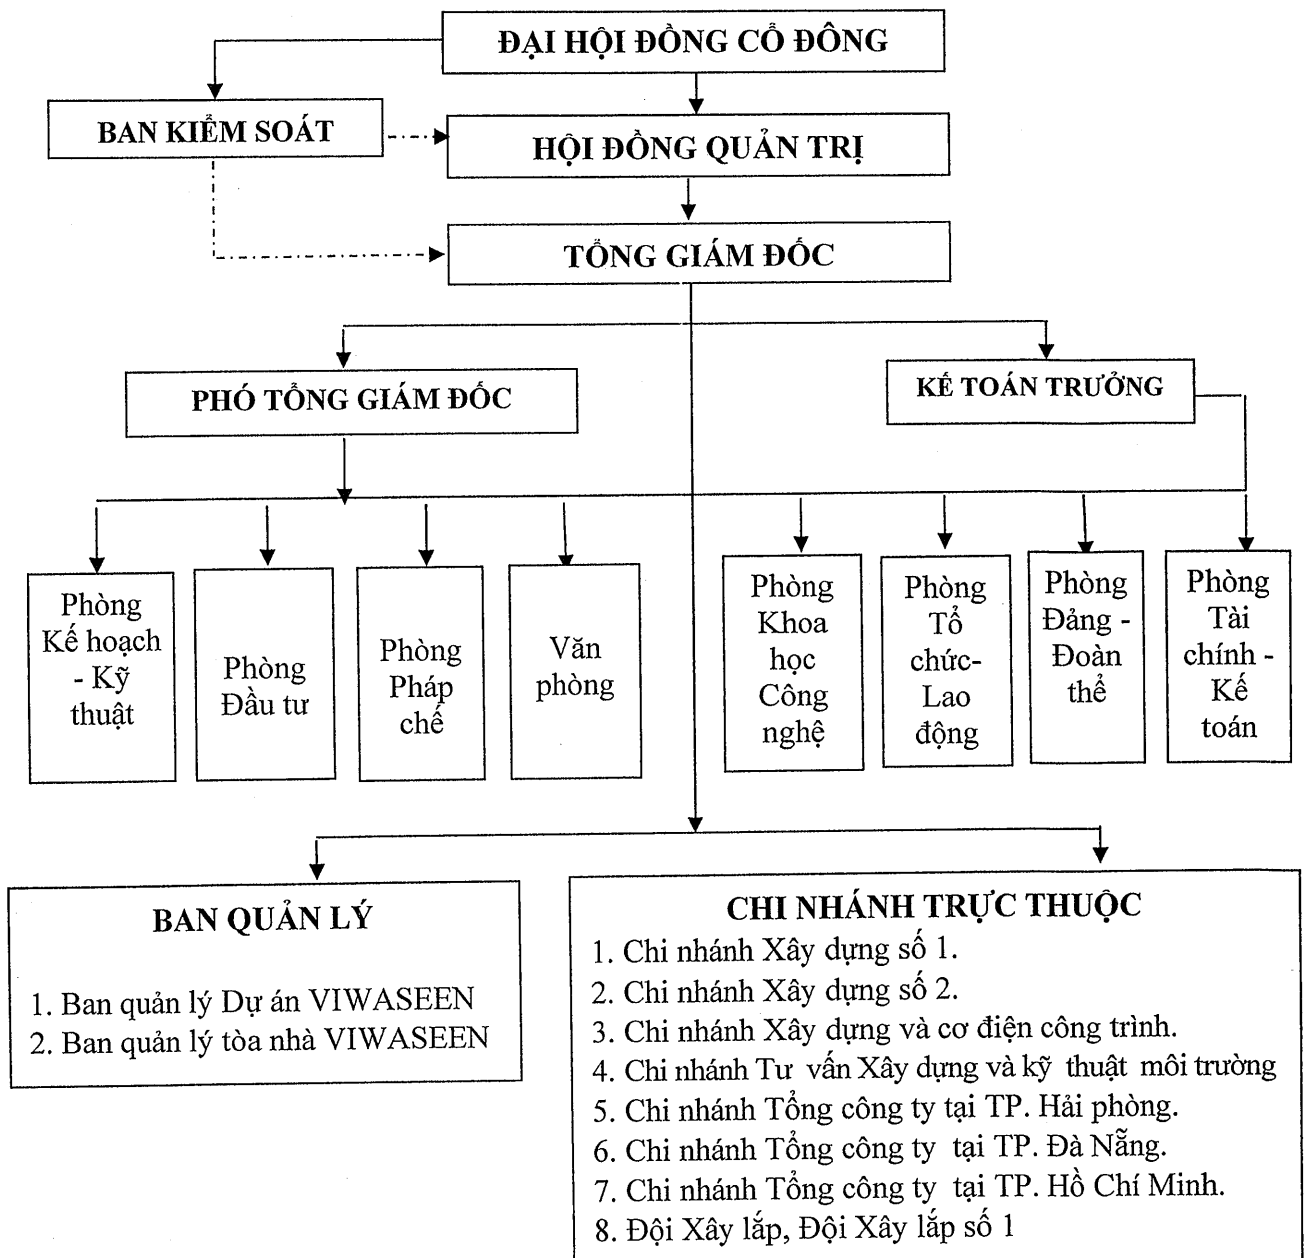 ĐẠI HỘI ĐỒNG CỔ ĐÔNG
BAN KIỂM SOÁT
HỘI ĐỒNG QUẢN TRỊ
TỔNG GIÁM ĐỐC
PHÓ TỔNG GIÁM ĐỐC
KẾ TOÁN TRƯỞNG
Phòng
Kế hoạch
- Kỹ
thuật
Phòng
Đầu tư
Phòng
Pháp
chế
Văn
phòng
Phòng
Khoa
học
Công
nghệ
Phòng
Tổ
chức-
Lao
động
Phòng
Đảng -
Đoàn
thể
Phòng
Tài
chính -
Kế
toán
BAN QUẢN LÝ
1. Ban quản lý Dự án VIWASEEN
2. Ban quản lý tòa nhà VIWASEEN
CHI NHÁNH TRỰC THUỘC
1. Chi nhánh Xây dựng số 1.
2. Chi nhánh Xây dựng số 2.
3. Chi nhánh Xây dựng và cơ điện công trình.
4. Chi nhánh Tư vấn Xây dựng và kỹ thuật môi trường
5. Chi nhánh Tổng công ty tại TP. Hải phòng.
6. Chi nhánh Tổng công ty tại TP. Đà Nẵng.
7. Chi nhánh Tổng công ty tại TP. Hồ Chí Minh.
8. Đội Xây lắp, Đội Xây lắp số 1